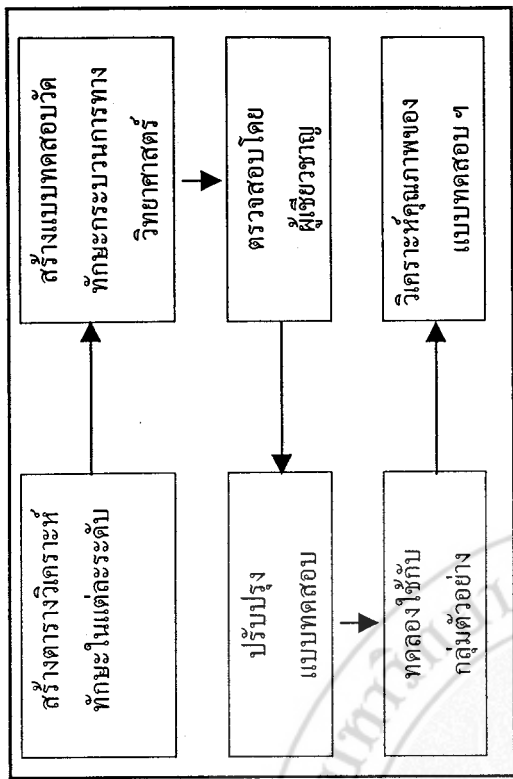 สร้างตารางวิเคราะห์
ทักษะในแต่ละระดับ
สร้างแบบทดสอบวัด
ทักษะกระบวนการทาง
วิทยาศาสตร์
ตรวจสอบโดย
ผู้เชี่ยวชาญ
ปรับปรุง
แบบทดสอบ
ทดลองใช้กับ
กลุ่มตัวอย่าง
วิเคราะห์คุณภาพของ
แบบทดสอบ ฯ